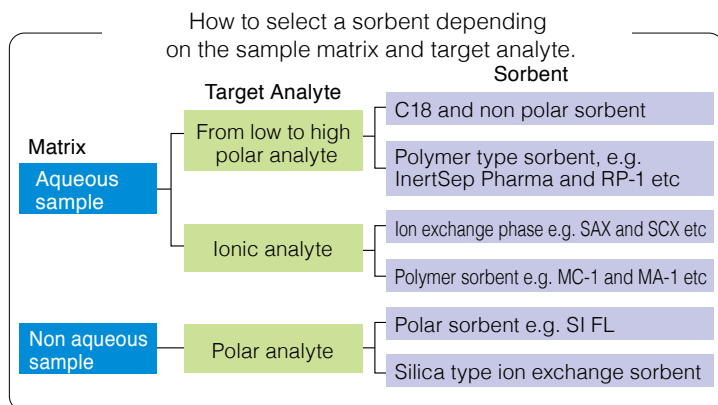 How to select a sorbent depending
on the sample matrix and target analyte.
Sorbent
Target Analyte
Matrix
Aqueous
sample
From low to high
polar analyte
C18 and non polar sorbent
Polymer type sorbent, e.g.
InertSep Pharma and RP-1 etc
Ionic analyte
Ion exchange phase e.g. SAX and SCX etc
Polymer sorbent e.g. MC-1 and MA-1 etc
Non aqueous
sample
Polar analyte
Polar sorbent e.g. SI FL
Silica type ion exchange sorbent